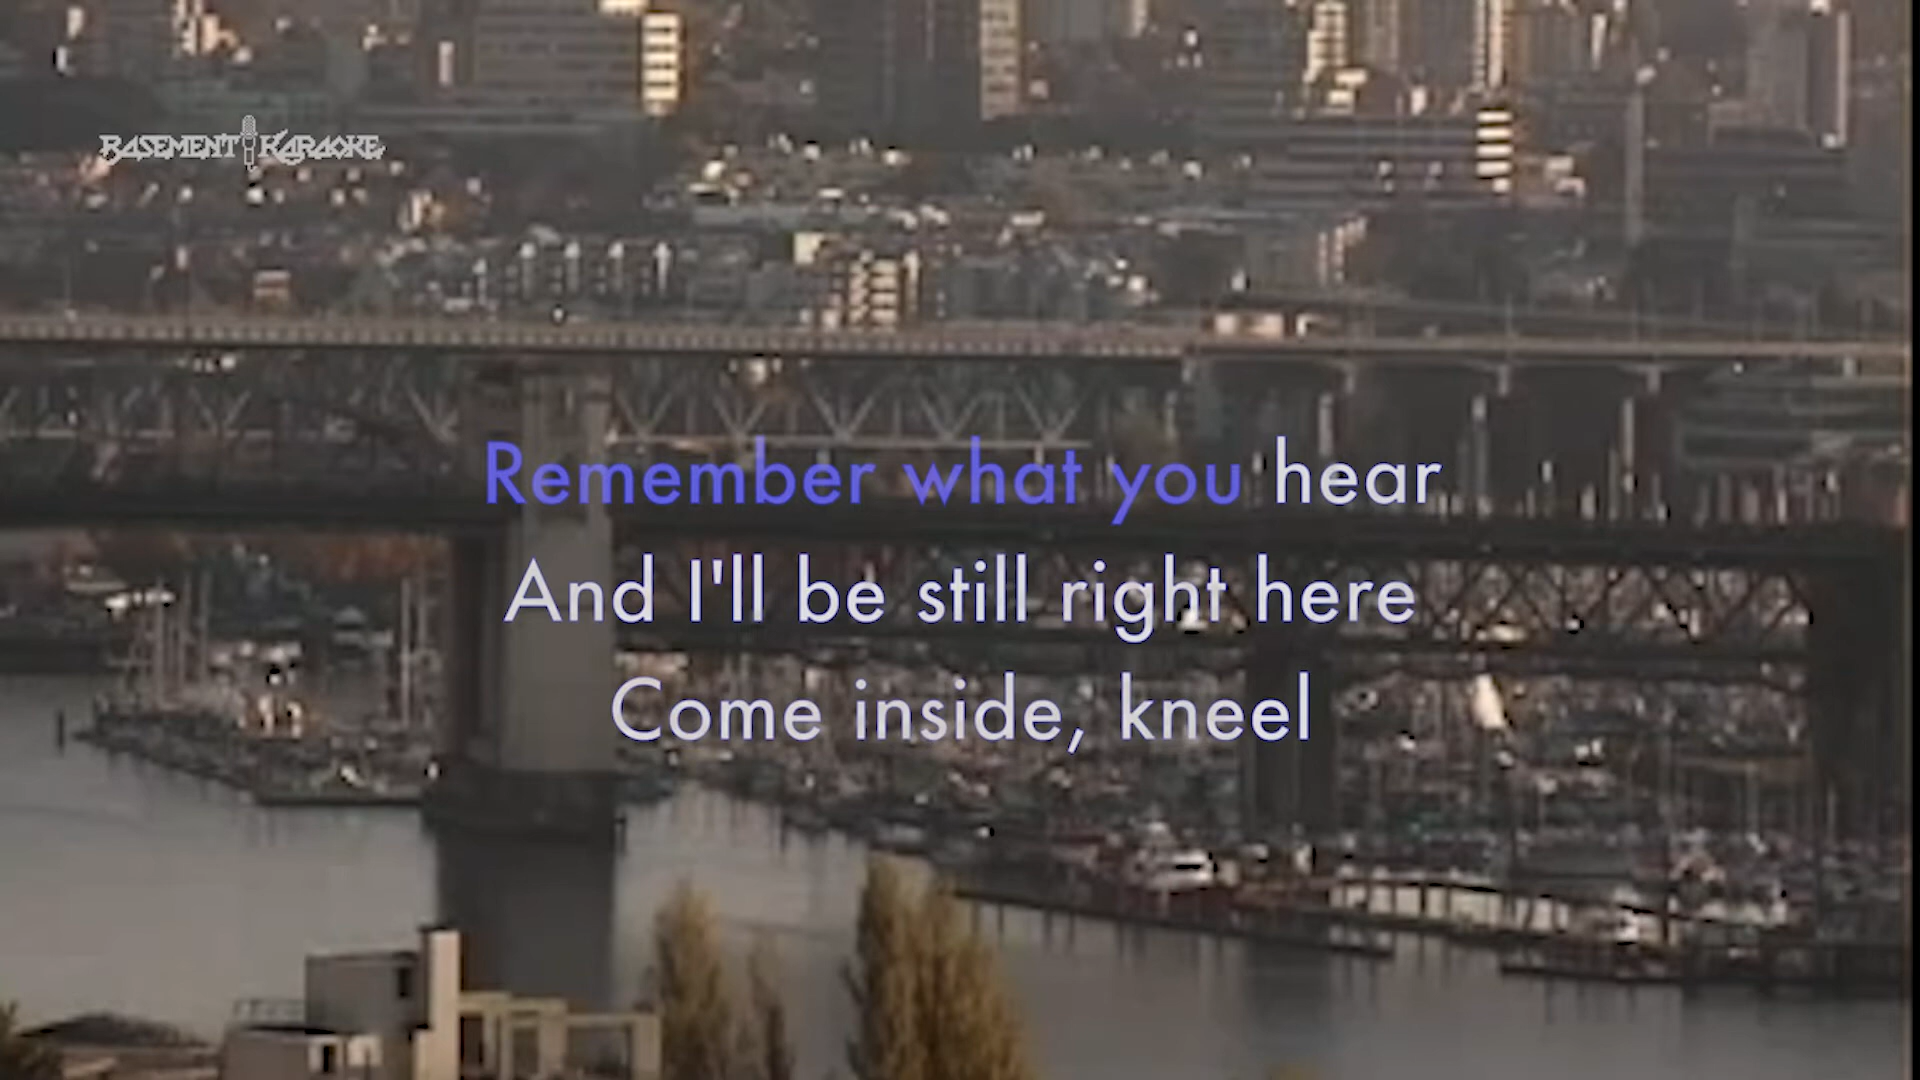 BASEMENT KARAOKE
Remember what you hear
And I'll be still right here
Come inside, kneel